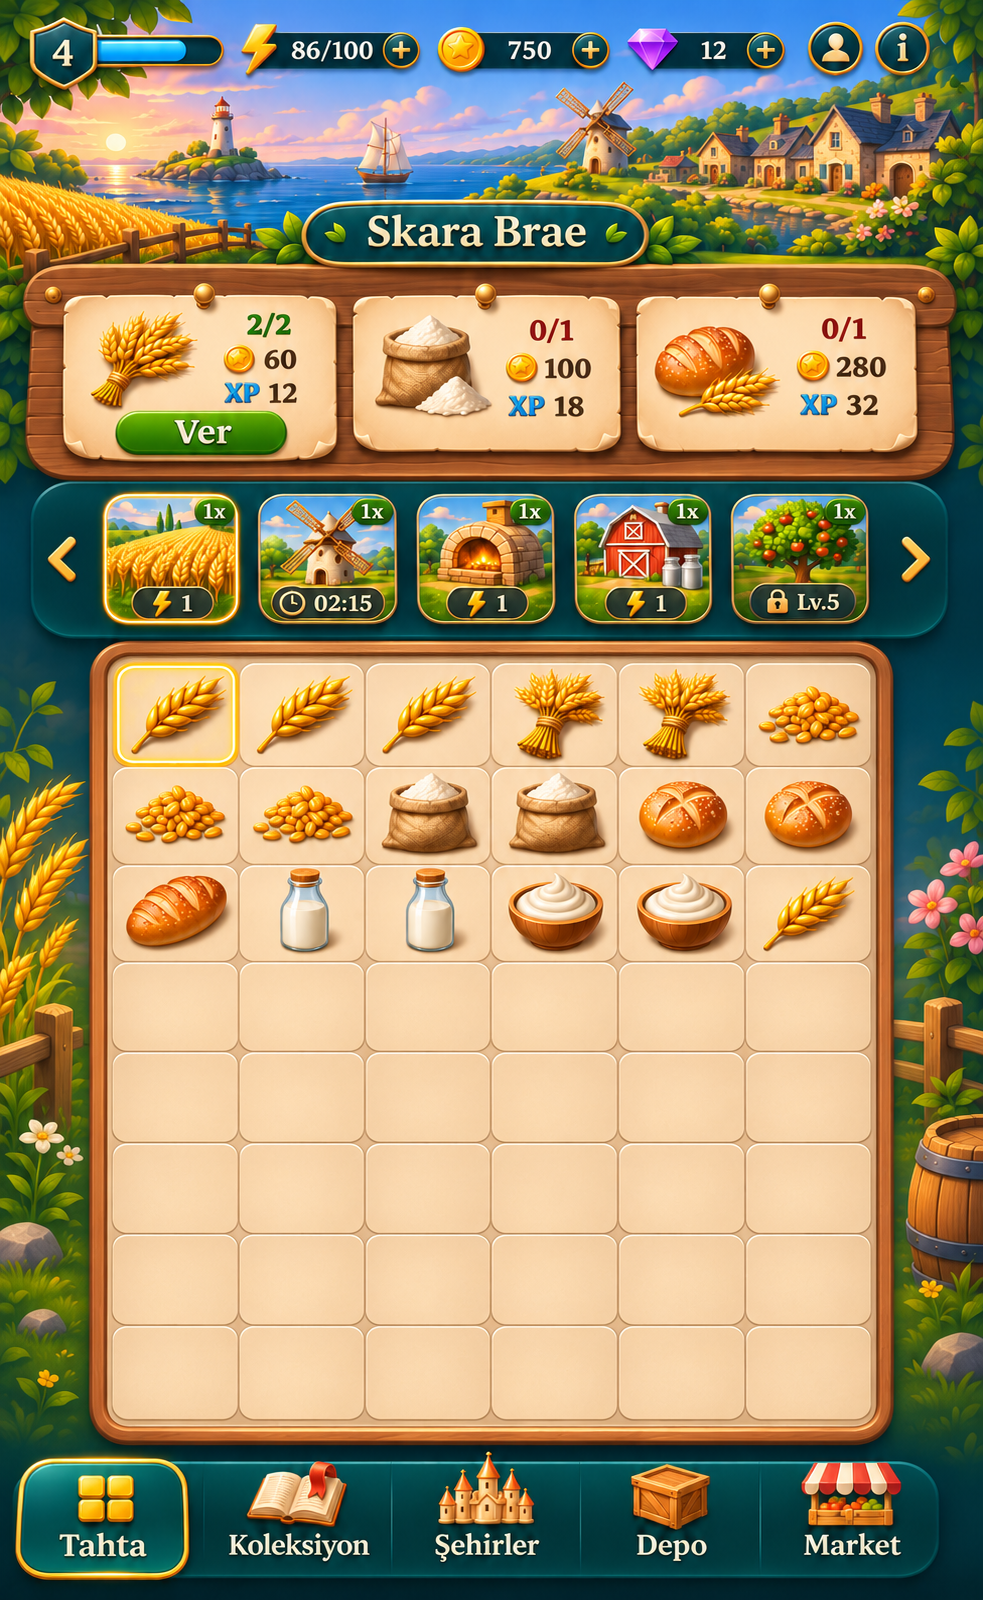 4
86/100 +
750 +
12 +
i
Skara Brae
2/2
60
XP 12
Ver
0/1
100
XP 18
0/1
280
XP 32
1x
1
1x
02:15
1x
1
1x
1
1x
Lv.5
Tahta
Koleksiyon
Şehirler
Depo
Market